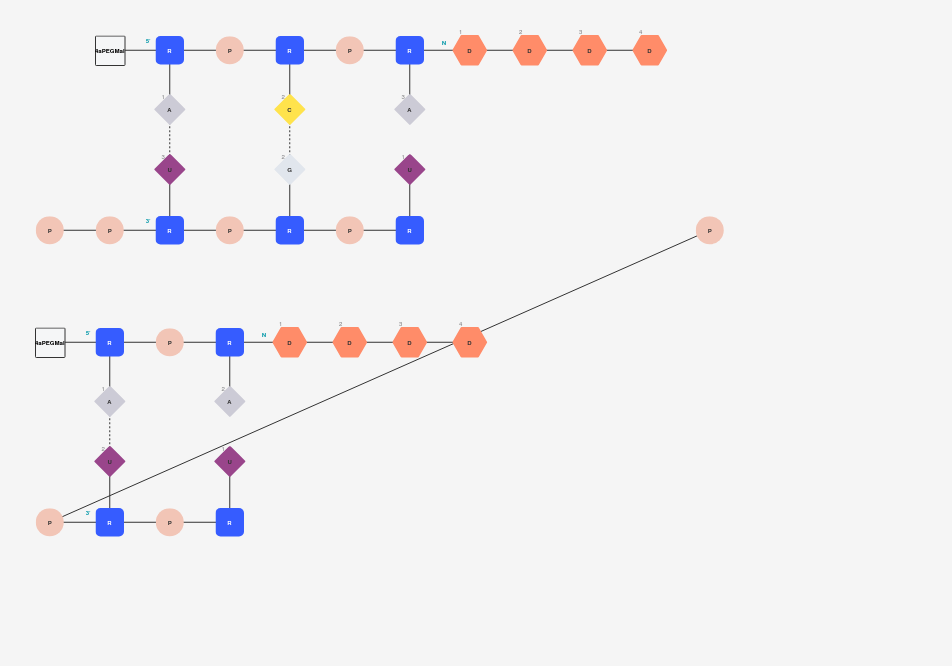 1 2 3 4
5' N
R P R P R D D D D
1 2 3
A C A
3 2 1
U G U
3'
P P R P R P R P
1 2 3 4
5' N
R P R D D D D
1 2
A A
2
U U
3'
P R P R